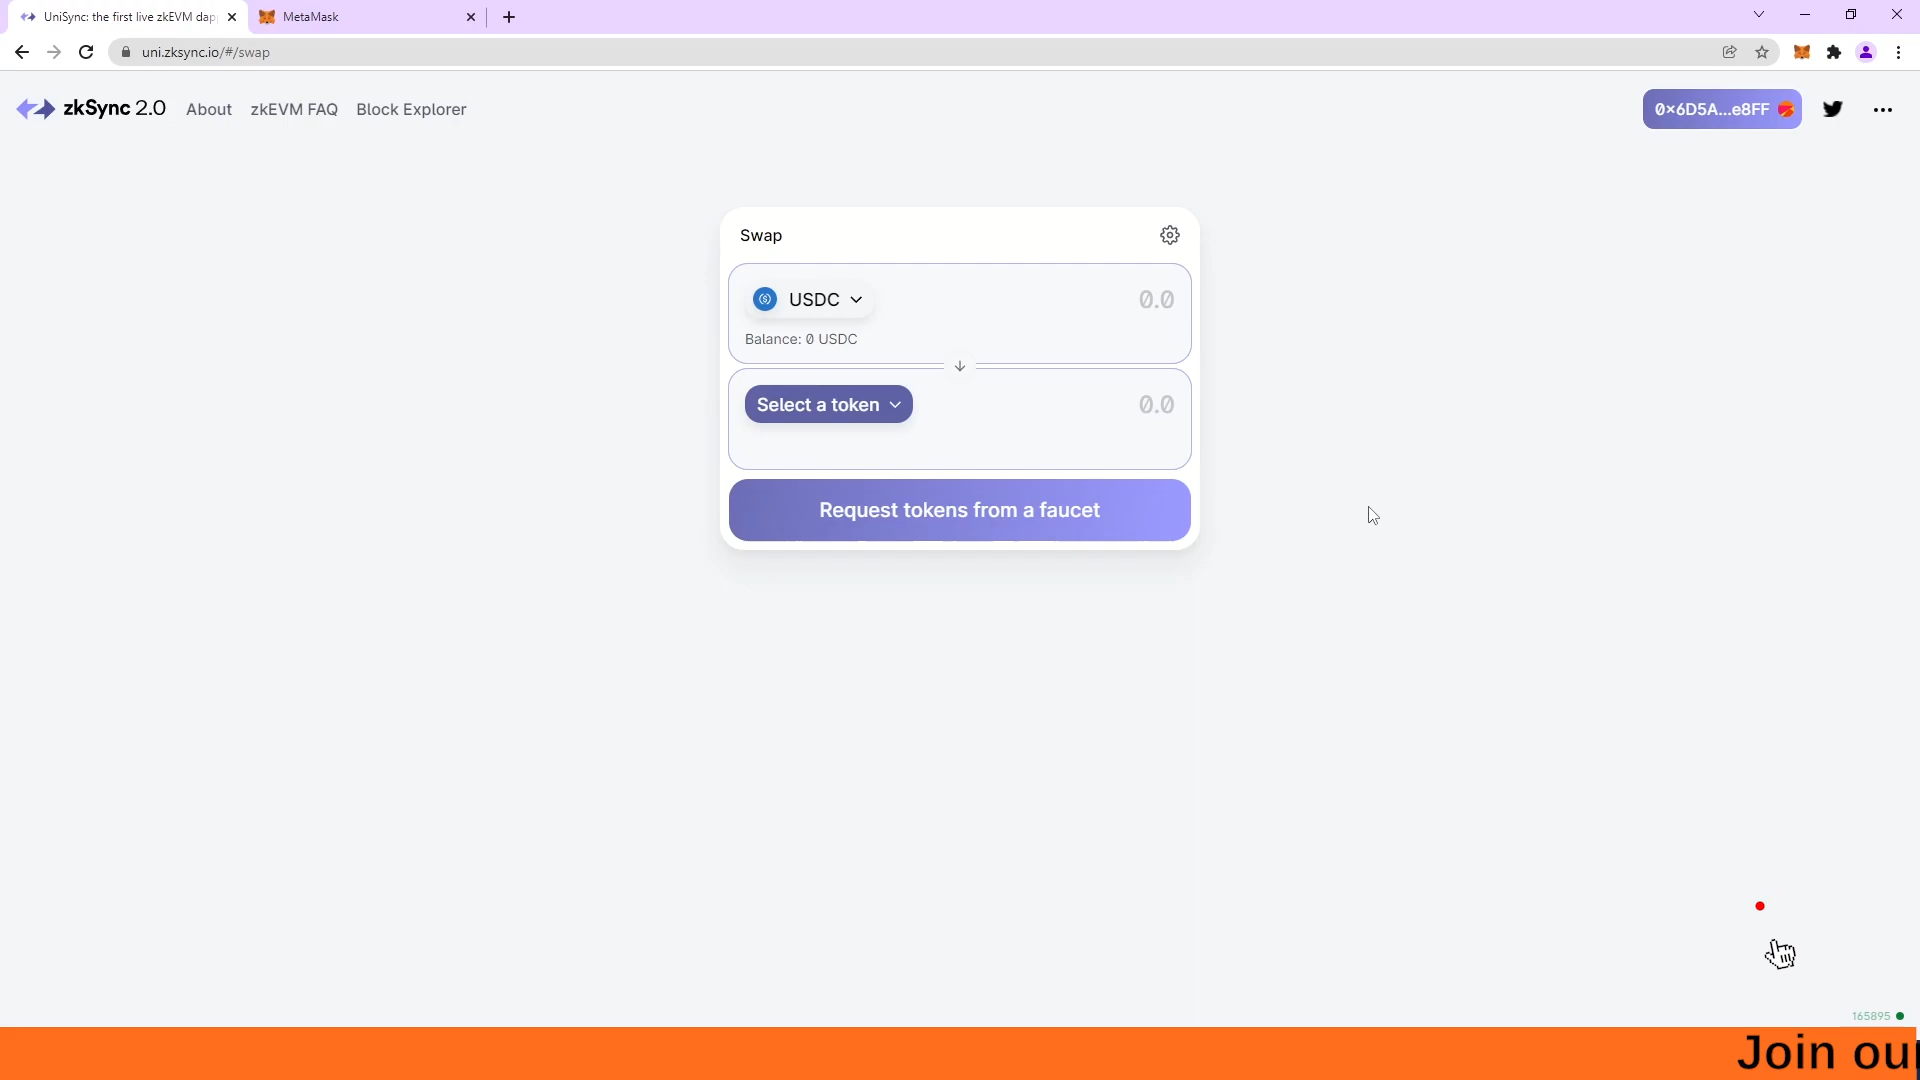 UniSync: the first live zkEVM dap
MetaMask
uni.zksync.io/#/swap
zkSync 2.0
About
zkEVM FAQ
Block Explorer
0×6D5A...e8FF
Swap
USDC
0.0
Balance: 0 USDC
Select a token
0.0
Request tokens from a faucet
165895
Join ou